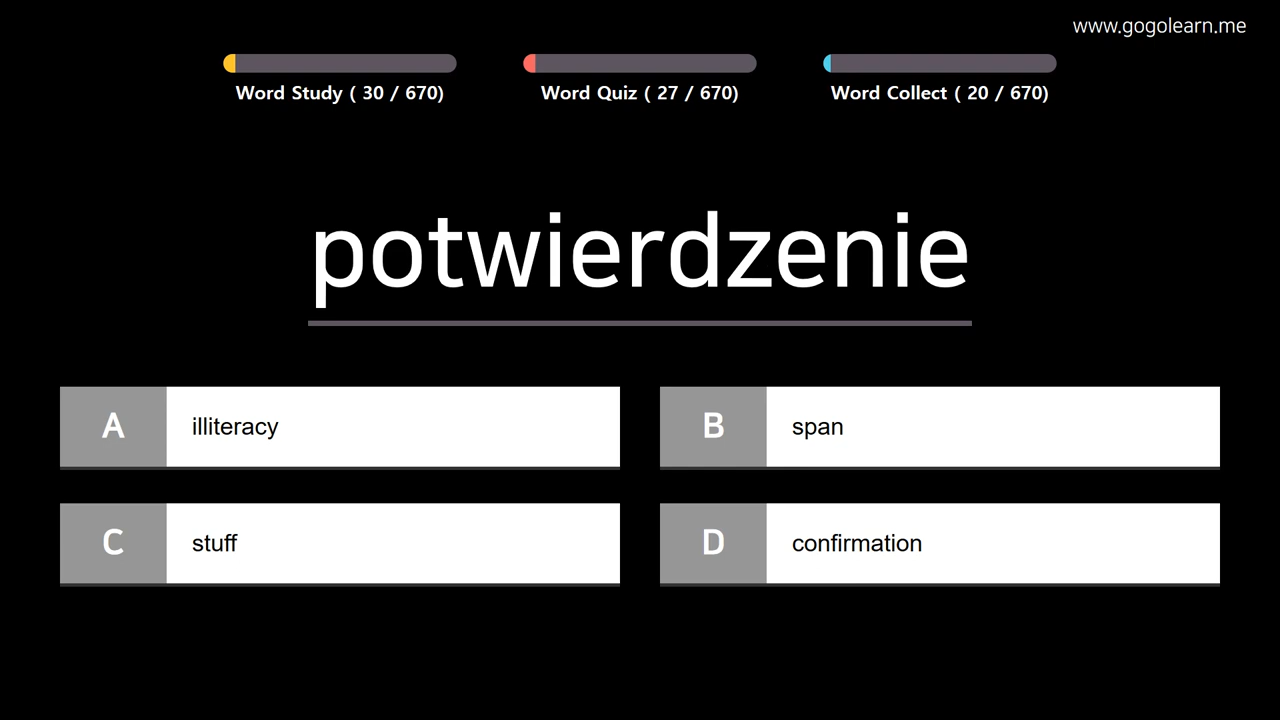 www.gogolearn.me
Word Study ( 30 / 670)
Word Quiz ( 27 / 670)
Word Collect ( 20 / 670)
potwierdzenie
A illiteracy
B span
C stuff
D confirmation